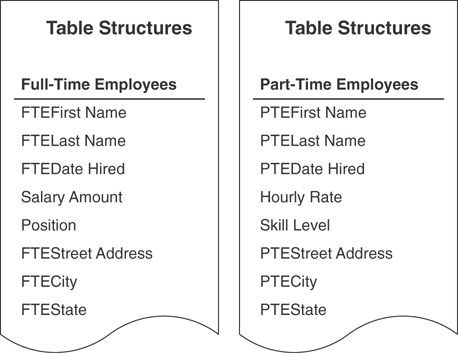 Table Structures
Full-Time Employees
FTEFirst Name
FTELast Name
FTEDate Hired
Salary Amount
Position
FTEStreet Address
FTECity
FTEState
Table Structures
Part-Time Employees
PTEFirst Name
PTELast Name
PTEDate Hired
Hourly Rate
Skill Level
PTEStreet Address
PTECity
PTEState